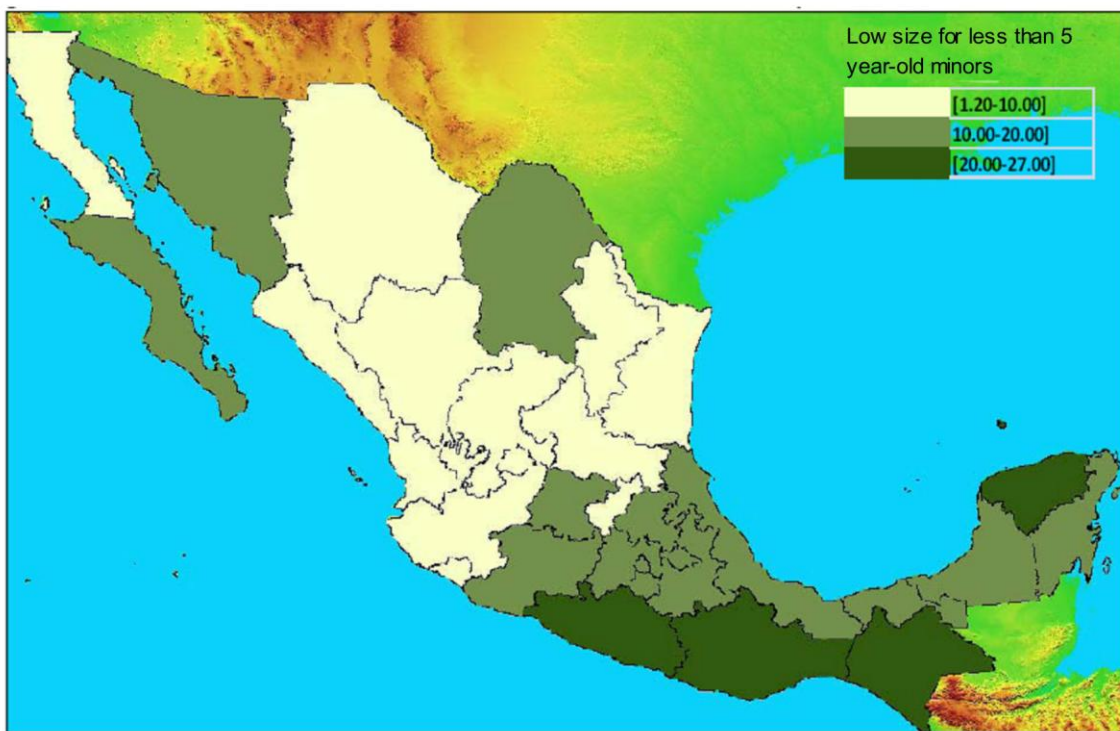 Low size for less than 5
year-old minors
[1.20-10.00]
10.00-20.00]
[20.00-27.00]